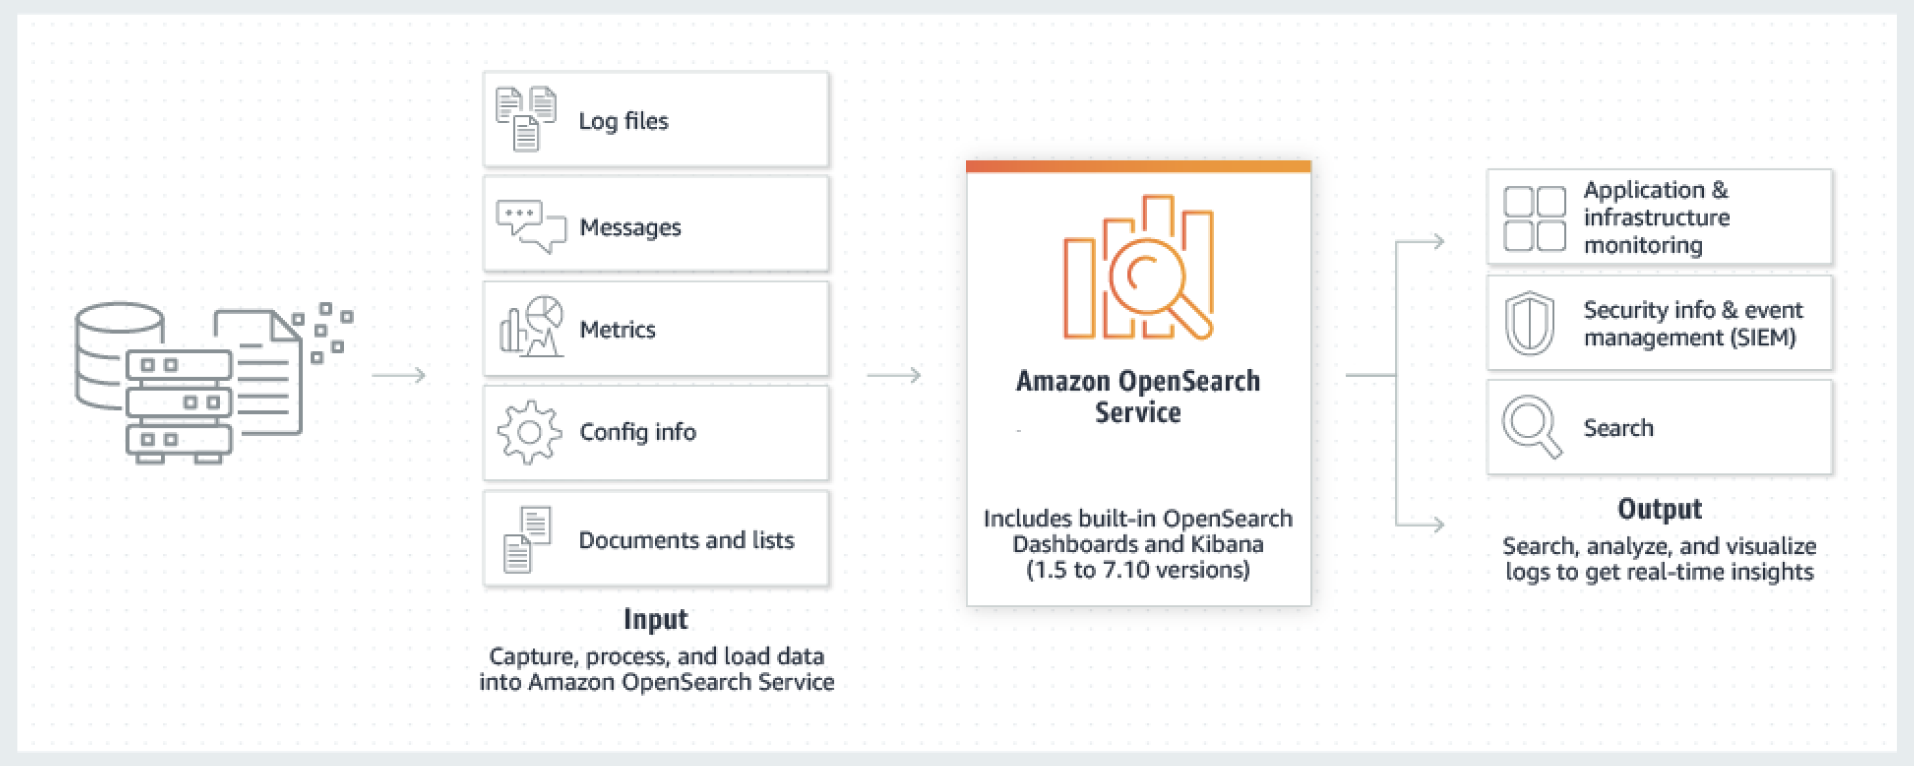 Log files
Messages
Metrics
Config info
Documents and lists
Input
Capture, process, and load data
into Amazon OpenSearch Service
Amazon OpenSearch
Service
-
Includes built-in OpenSearch
Dashboards and Kibana
(1.5 to 7.10 versions)
Application &
infrastructure
monitoring
Security info & event
management (SIEM)
Search
Output
Search, analyze, and visualize
logs to get real-time insights